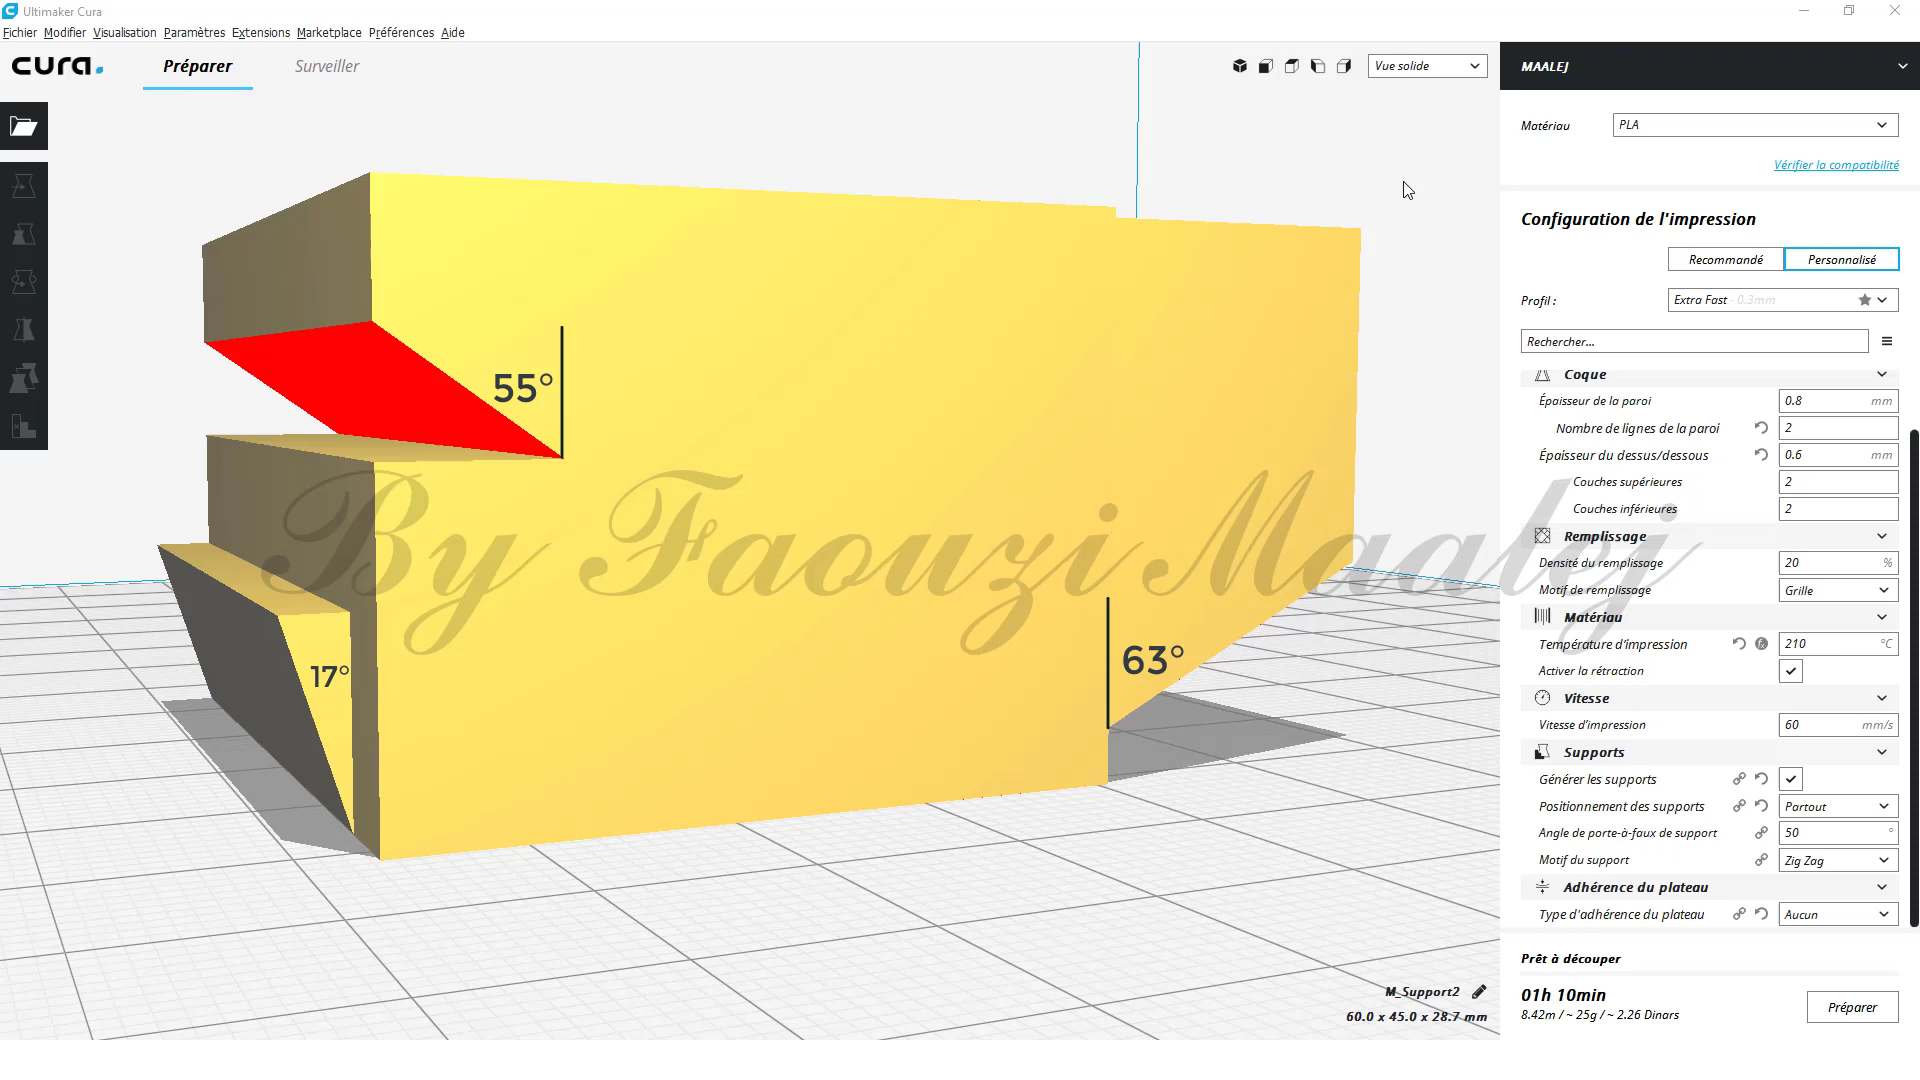 Ultimaker Cura
Fichier Modifier Visualisation Paramètres Extensions Marketplace Préférences Aide
cura.
Préparer
Surveiller
Vue solide
MAALEJ
Matériau
PLA
Vérifier la compatibilité
Configuration de l'impression
Recommandé
Personnalisé
Profil :
Extra Fast - 0.3mm
Rechercher...
Coque
Épaisseur de la paroi 0.8 mm
Nombre de lignes de la paroi 2
Épaisseur du dessus/dessous 0.6 mm
Couches supérieures 2
Couches inférieures 2
Remplissage
Densité du remplissage 20 %
Motif de remplissage Grille
Matériau
Température d'impression 210 °C
Activer la rétraction
Vitesse
Vitesse d'impression 60 mm/s
Supports
Générer les supports
Positionnement des supports Partout
Angle de porte-à-faux de support 50 °
Motif du support Zig Zag
Adhérence du plateau
Type d'adhérence du plateau Aucun
Prêt à découper
01h 10min
8.42m / ~ 25g / ~ 2.26 Dinars
Préparer
55°
By Faouzi Maalej
17°
63°
M_Support2
60.0 x 45.0 x 28.7 mm